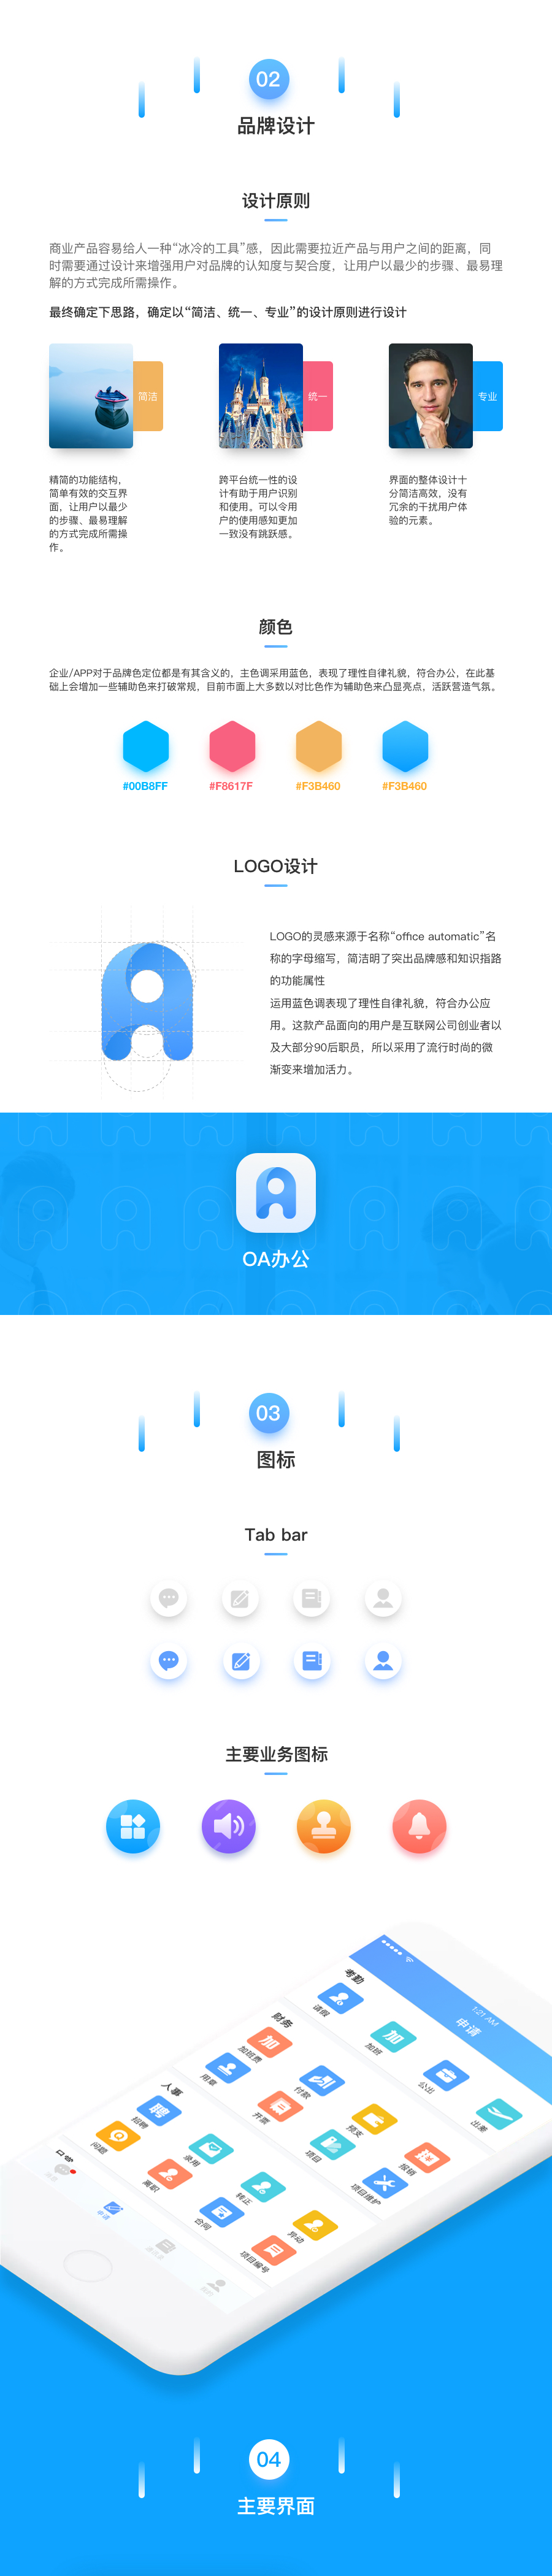 02
品牌设计
设计原则
商业产品容易给人一种“冰冷的工具”感，因此需要拉近产品与用户之间的距离，同
时需要通过设计来增强用户对品牌的认知度与契合度，让用户以最少的步骤、最易理
解的方式完成所需操作。
最终确定下思路，确定以“简洁、统一、专业”的设计原则进行设计
简洁
统一
专业
精简的功能结构，
简单有效的交互界
面，让用户以最少
的步骤、最易理解
的方式完成所需操
作。
跨平台统一性的设
计有助于用户识别
和使用。可以令用
户的使用感知更加
一致没有跳跃感。
界面的整体设计十
分简洁高效，没有
冗余的干扰用户体
验的元素。
颜色
企业/APP对于品牌色定位都是有其含义的，主色调采用蓝色，表现了理性自律礼貌，符合办公，在此基
础上会增加一些辅助色来打破常规，目前市面上大多数以对比色作为辅助色来凸显亮点，活跃营造气氛。
#00B8FF
#F8617F
#F3B460
#F3B460
LOGO设计
LOGO的灵感来源于名称“office automatic”名
称的字母缩写，简洁明了突出品牌感和知识指路
的功能属性
运用蓝色调表现了理性自律礼貌，符合办公应
用。这款产品面向的用户是互联网公司创业者以
及大部分90后职员，所以采用了流行时尚的微
渐变来增加活力。
OA办公
03
图标
Tab bar
主要业务图标
1:21 AM
申请
考勤
请假
加
加班
公出
出差
财务
加
加班费
付款
预支
报销
用章
开票
项目
项目维护
人事
聘
招聘
录用
转正
异动
问题
离职
合同
项目编号
申请
04
主要界面